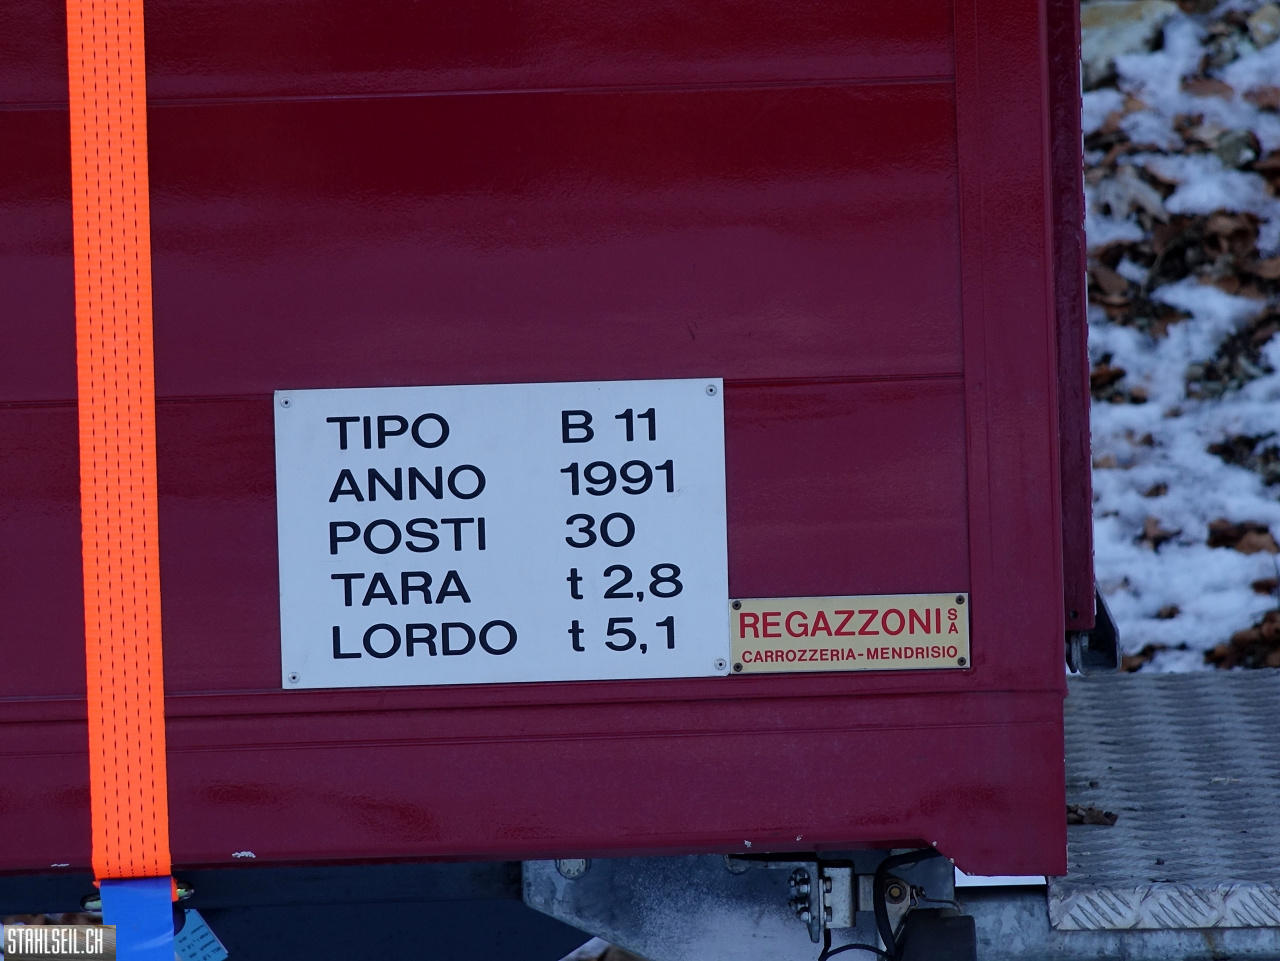 TIPO B 11
ANNO 1991
POSTI 30
TARA t 2,8
LORDO t 5,1
REGAZZONI SA
CARROZZERIA-MENDRISIO
STAHLSEIL.CH